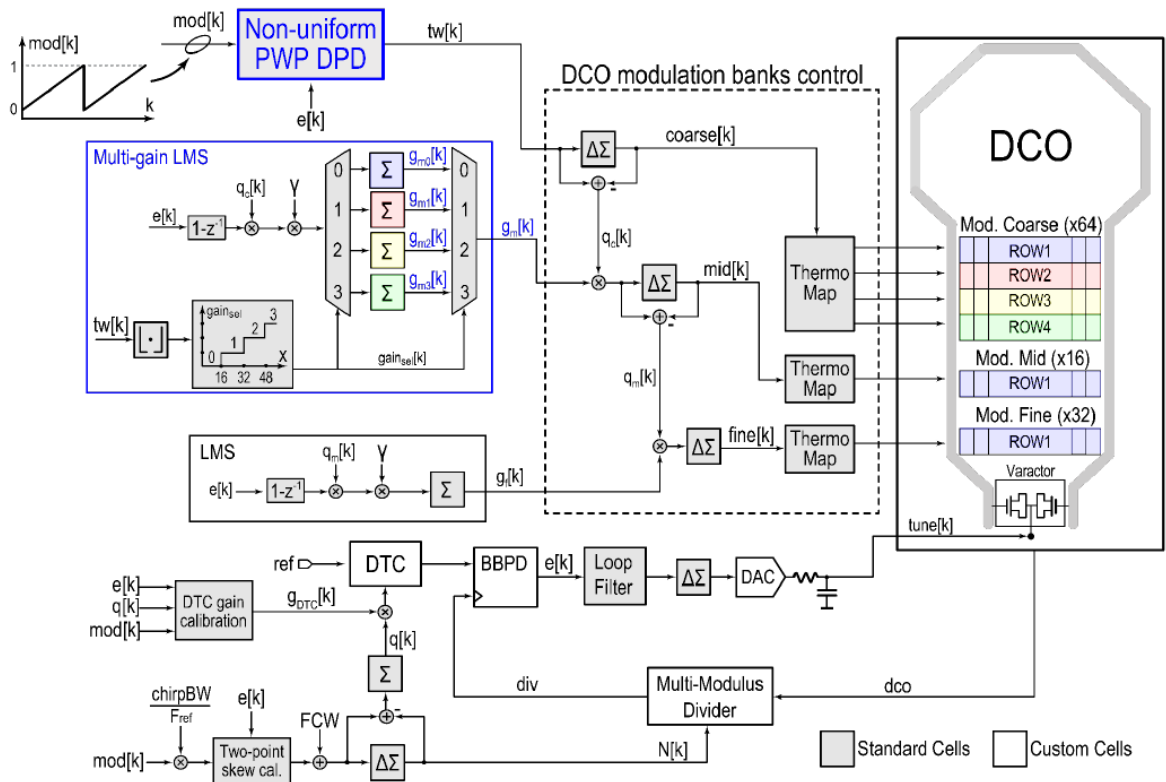 mod[k]
1
0
k
mod[k]
Non-uniform
PWP DPD
tw[k]
e[k]
DCO modulation banks control
ΔΣ
coarse[k]
+
-
q_c[k]
g_m[k]
ΔΣ
mid[k]
+
-
q_m[k]
ΔΣ
fine[k]
Thermo
Map
Thermo
Map
Thermo
Map
DCO
Mod. Coarse (x64)
ROW1
ROW2
ROW3
ROW4
Mod. Mid (x16)
ROW1
Mod. Fine (x32)
ROW1
Varactor
tune[k]
Multi-gain LMS
e[k]
1-z⁻¹
q_c[k]
γ
0
1
2
3
Σ
Σ
Σ
Σ
g_m0[k]
g_m1[k]
g_m2[k]
g_m3[k]
0
1
2
3
tw[k]
⌊•⌋
gain_sel
0
1
2
3
X
16 32 48
gain_sel[k]
LMS
e[k]
1-z⁻¹
q_m[k]
γ
Σ
g_f[k]
ref
DTC
BBPD
e[k]
Loop
Filter
ΔΣ
DAC
e[k]
q[k]
mod[k]
DTC gain
calibration
g_DTC[k]
q[k]
Σ
+
-
div
Multi-Modulus
Divider
dco
N[k]
chirpBW
F_ref
mod[k]
e[k]
Two-point
skew cal.
FCW
+
ΔΣ
Standard Cells
Custom Cells